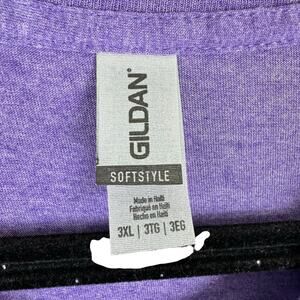 GILDAN®
SOFTSTYLE
Made in Haiti
Fabriqué en Haïti
Hecho en Haití
3XL | 3TG | 3EG